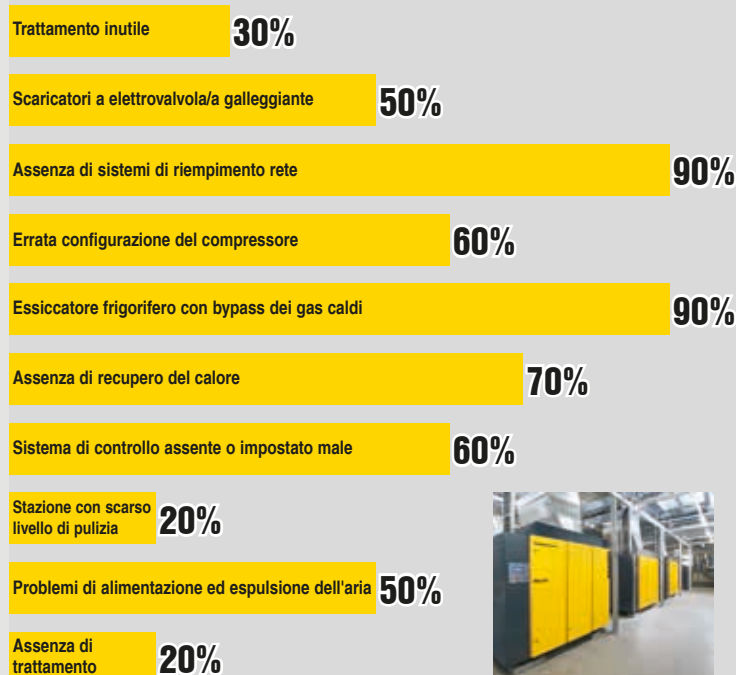 Trattamento inutile 30%
Scaricatori a elettrovalvola/a galleggiante 50%
Assenza di sistemi di riempimento rete 90%
Errata configurazione del compressore 60%
Essiccatore frigorifero con bypass dei gas caldi 90%
Assenza di recupero del calore 70%
Sistema di controllo assente o impostato male 60%
Stazione con scarso
livello di pulizia 20%
Problemi di alimentazione ed espulsione dell'aria 50%
Assenza di
trattamento 20%